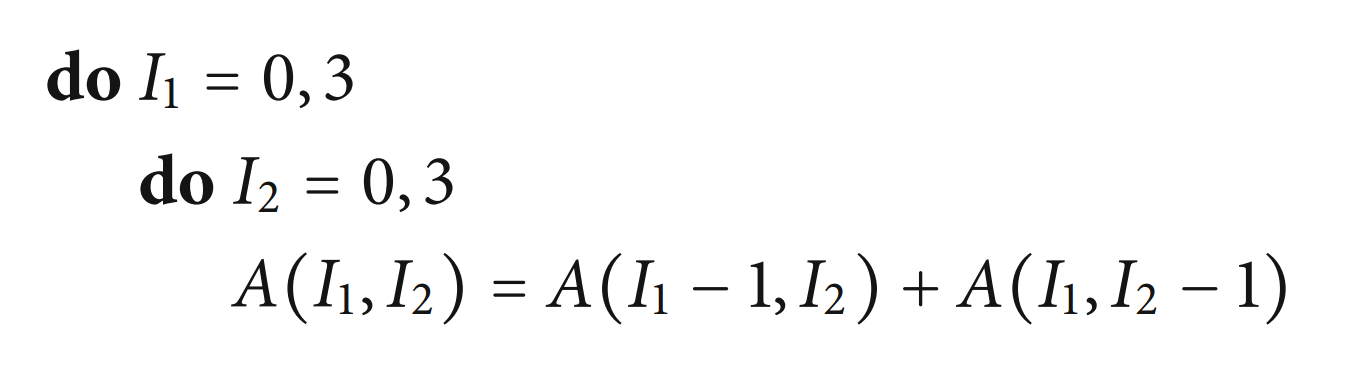 do I₁ = 0, 3
do I₂ = 0, 3
A(I₁, I₂) = A(I₁ − 1, I₂) + A(I₁, I₂ − 1)